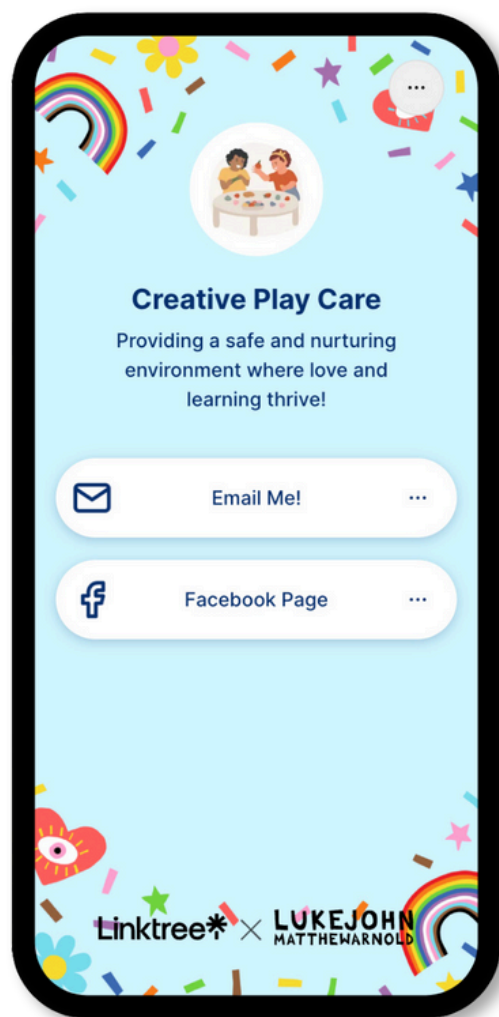 Creative Play Care
Providing a safe and nurturing
environment where love and
learning thrive!
Email Me!
Facebook Page
Linktree* × LUKEJOHN
MATTHEWARNOLD